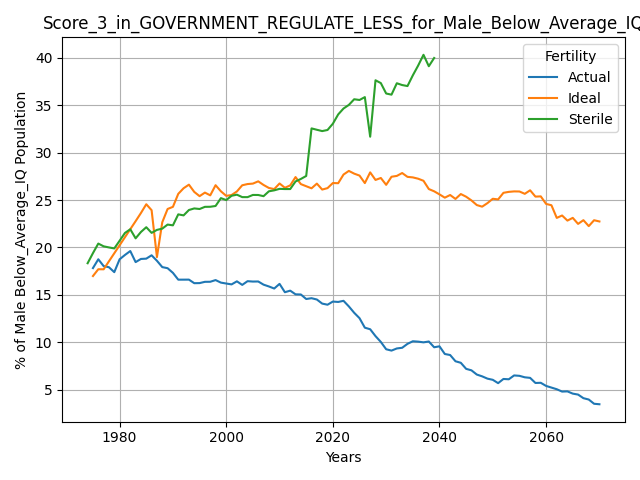 Score_3_in_GOVERNMENT_REGULATE_LESS_for_Male_Below_Average_IQ
% of Male Below_Average_IQ Population
40
35
30
25
20
15
10
5
Fertility
Actual
Ideal
Sterile
1980 2000 2020 2040 2060
Years